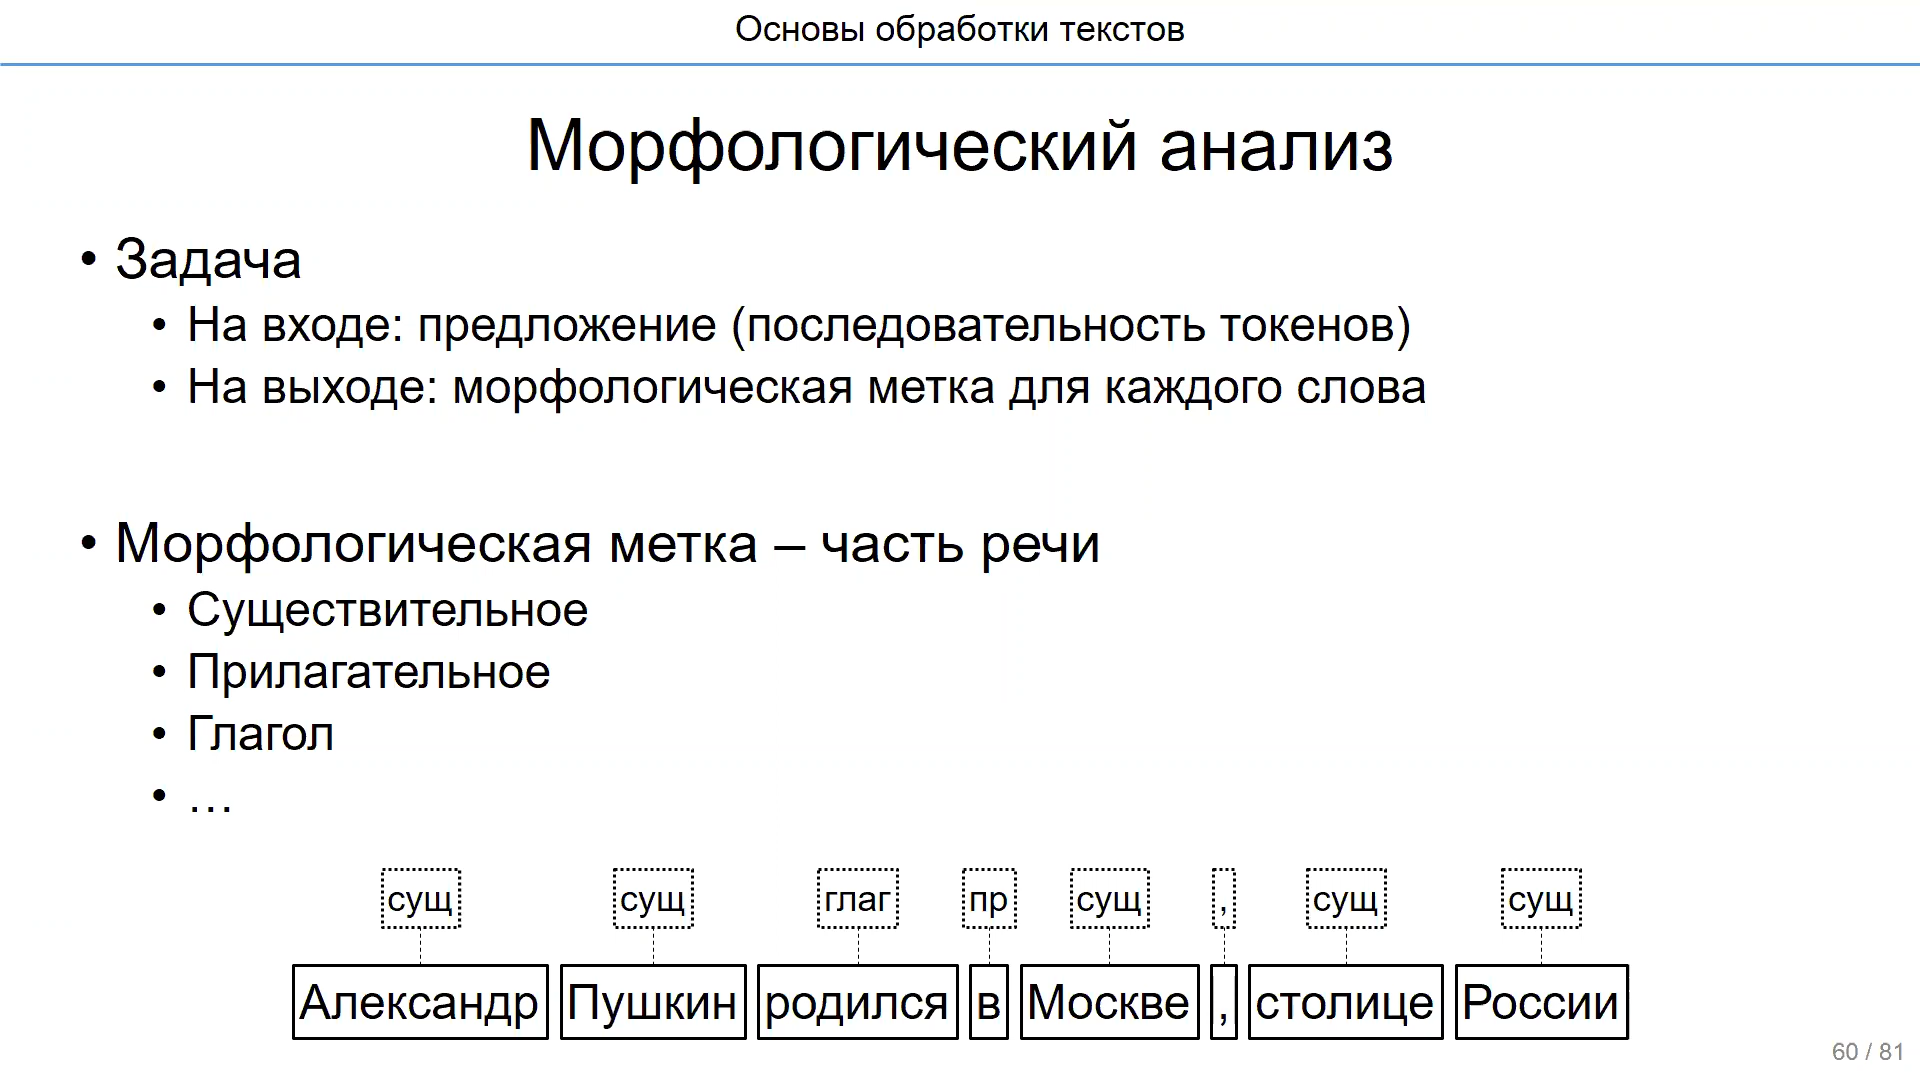 Основы обработки текстов
Морфологический анализ
• Задача
• На входе: предложение (последовательность токенов)
• На выходе: морфологическая метка для каждого слова
• Морфологическая метка – часть речи
• Существительное
• Прилагательное
• Глагол
• …
сущ сущ глаг пр сущ , сущ сущ
Александр Пушкин родился в Москве , столице России
60 / 81